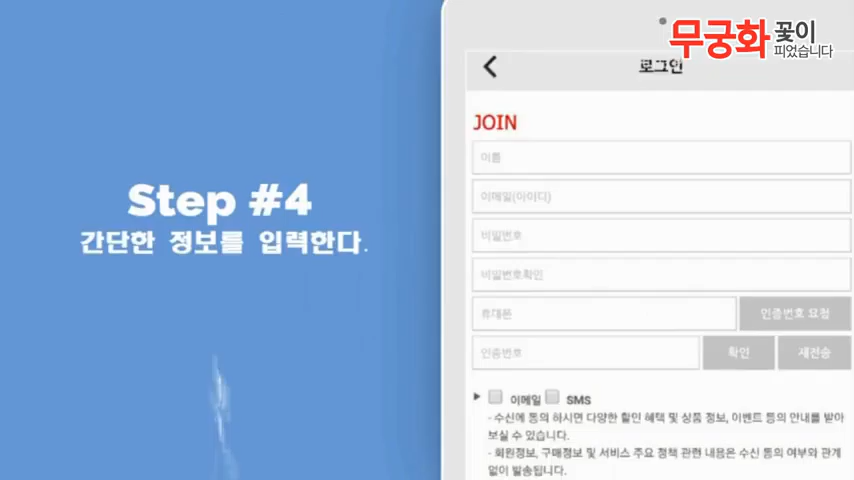 무궁화 꽃이
피었습니다
로그인
JOIN
이름
이메일(아이디)
비밀번호
비밀번호확인
휴대폰
인증번호 요청
인증번호
확인
재전송
Step #4
간단한 정보를 입력한다.
이메일 SMS
- 수신에 동의 하시면 다양한 할인 혜택 및 상품 정보, 이벤트 등의 안내를 받아
보실 수 있습니다.
- 회원정보, 구매정보 및 서비스 주요 정책 관련 내용은 수신 동의 여부와 관계
없이 발송됩니다.